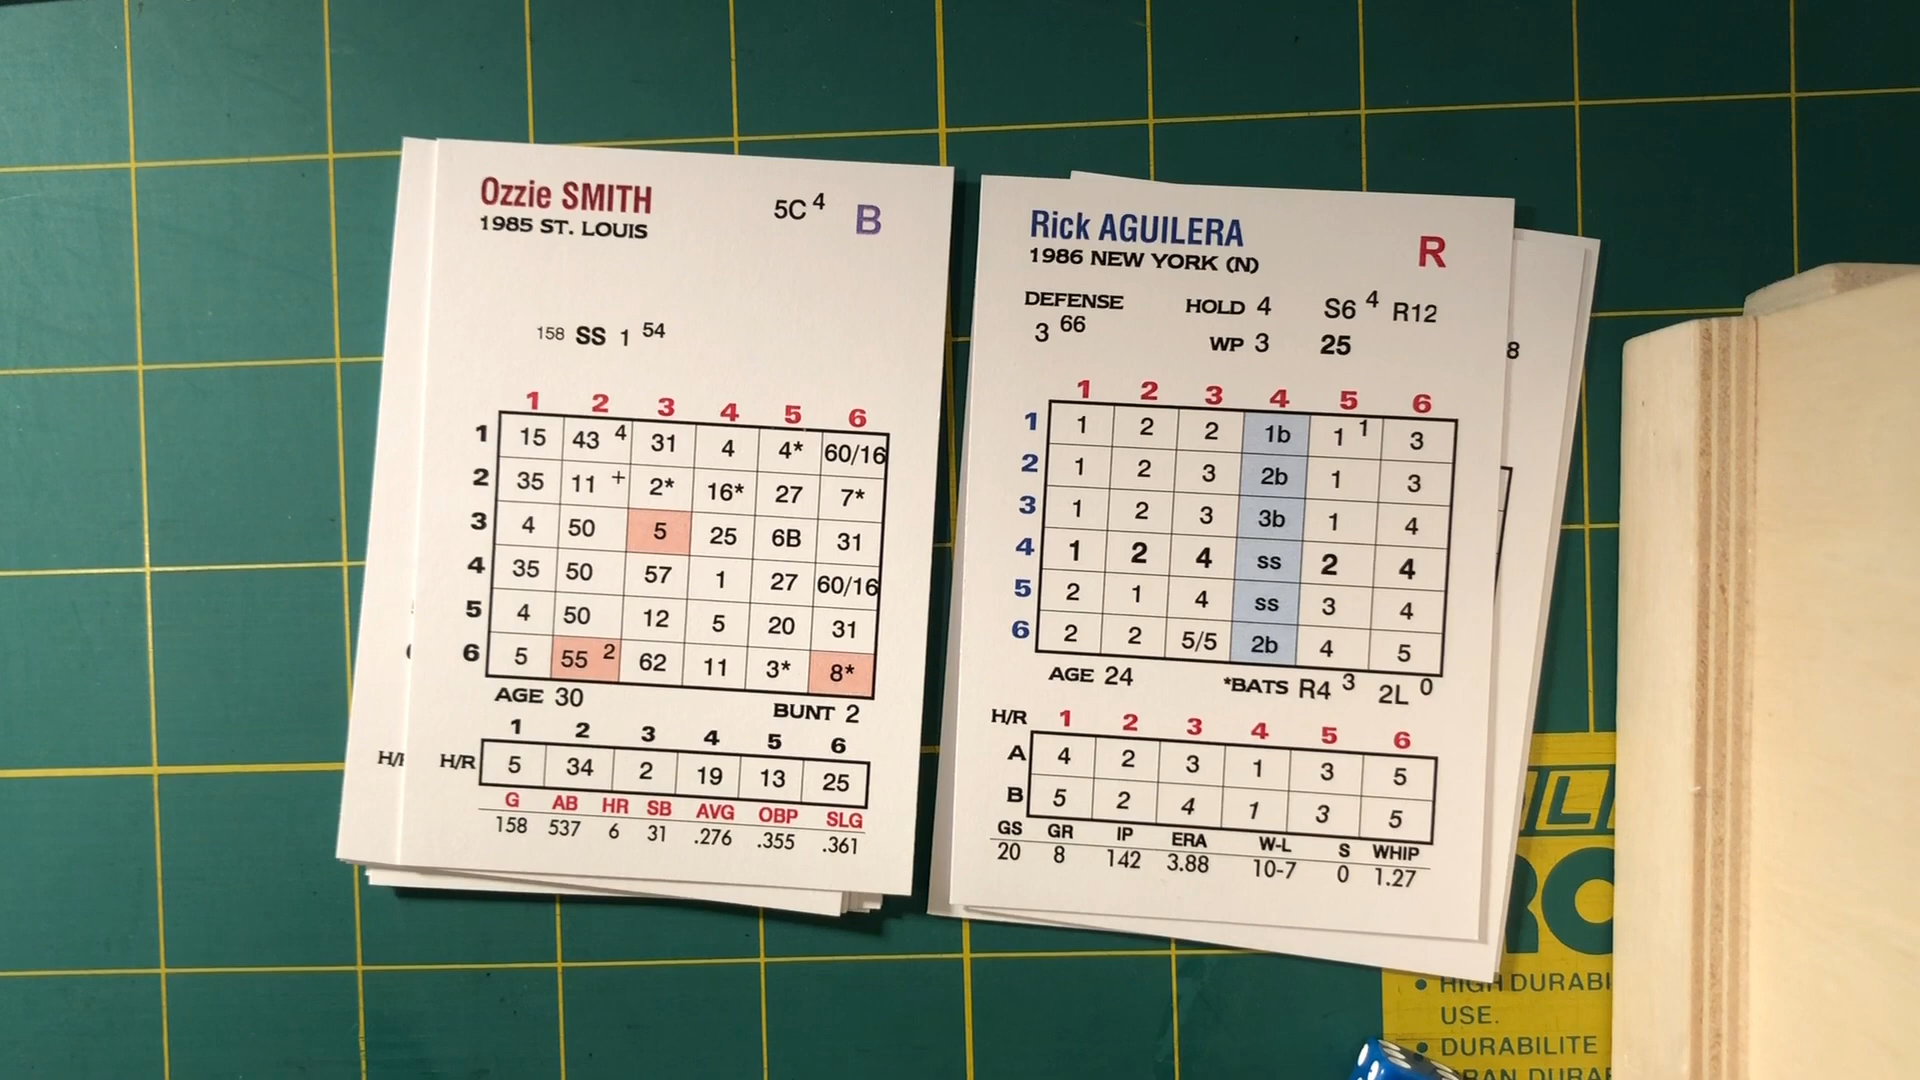 Ozzie SMITH 5C 4 B
1985 ST. LOUIS
158 SS 1 54
1 2 3 4 5 6
1 15 43 4 31 4 4* 60/16
2 35 11 + 2* 16* 27 7*
3 4 50 5 25 6B 31
4 35 50 57 1 27 60/16
5 4 50 12 5 20 31
6 5 55 2 62 11 3* 8*
AGE 30 BUNT 2
1 2 3 4 5 6
H/R 5 34 2 19 13 25
G AB HR SB AVG OBP SLG
158 537 6 31 .276 .355 .361
Rick AGUILERA R
1986 NEW YORK (N)
DEFENSE HOLD 4 S6 4 R12
3 66 WP 3 25
1 2 3 4 5 6
1 1 2 2 1b 1 1 3
2 1 2 3 2b 1 3
3 1 2 3 3b 1 4
4 1 2 4 ss 2 4
5 2 1 4 ss 3 4
6 2 2 5/5 2b 4 5
AGE 24 *BATS R4 3 2L 0
H/R 1 2 3 4 5 6
A 4 2 3 1 3 5
B 5 2 4 1 3 5
GS GR IP ERA W-L S WHIP
20 8 142 3.88 10-7 0 1.27
8
• HIGH
USE.
• DURABILITE